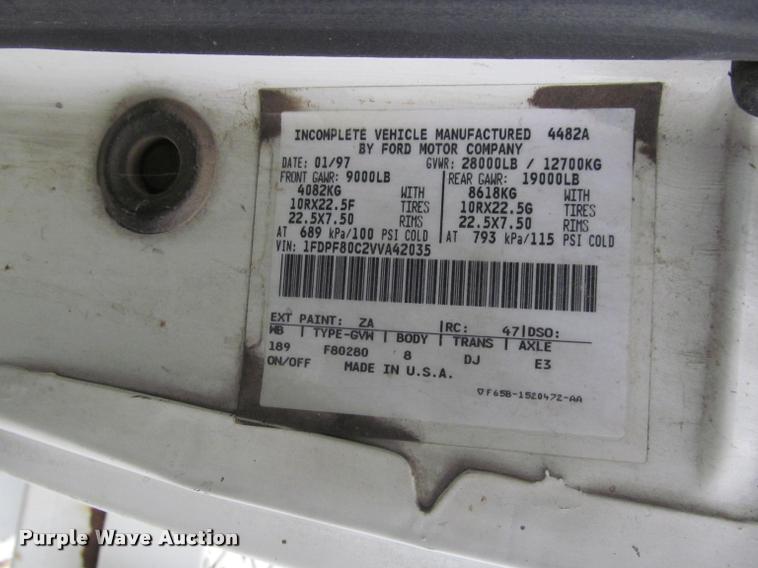 INCOMPLETE VEHICLE MANUFACTURED 4482A
BY FORD MOTOR COMPANY
DATE: 01/97 GVWR: 28000LB / 12700KG
FRONT GAWR: 9000LB REAR GAWR: 19000LB
4082KG WITH 8618KG WITH
10RX22.5F TIRES 10RX22.5G TIRES
22.5X7.50 RIMS 22.5X7.50 RIMS
AT 689 kPa/100 PSI COLD AT 793 kPa/115 PSI COLD
VIN: 1FDPF80C2VVA42035
EXT PAINT: ZA RC: 47 DSO:
WB TYPE-GVW BODY TRANS AXLE
189 F80280 8 DJ E3
ON/OFF MADE IN U.S.A.
F65B-1520472-AA
Purple Wave Auction